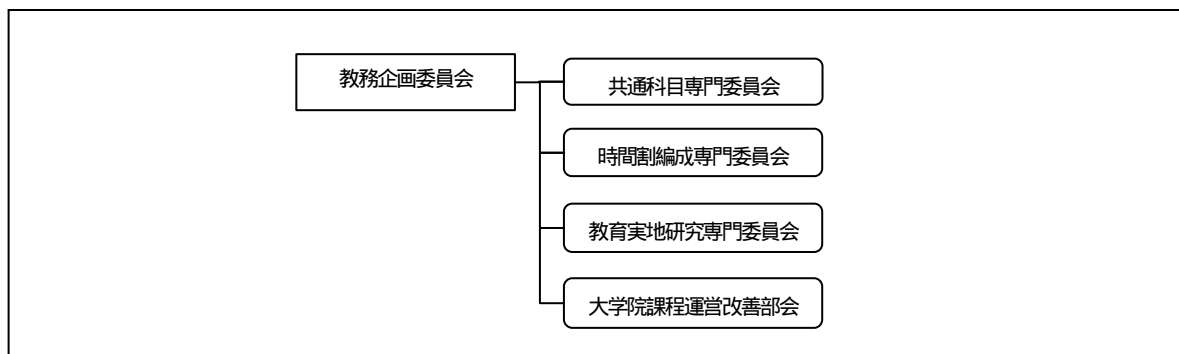 教務企画委員会
共通科目専門委員会
時間割編成専門委員会
教育実地研究専門委員会
大学院課程運営改善部会